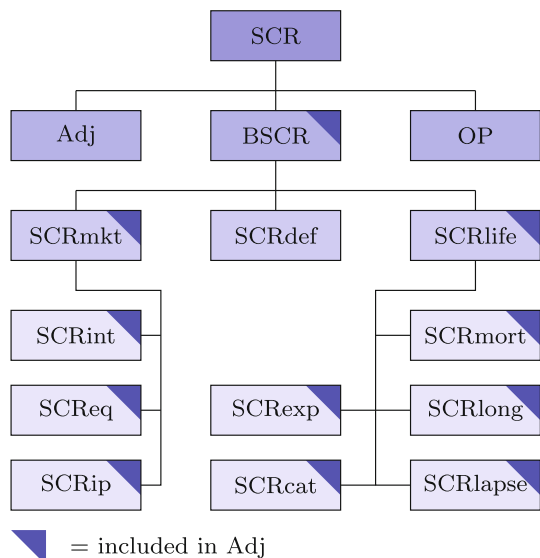 SCR
Adj BSCR OP
SCRmkt SCRdef SCRlife
SCRint SCRmort
SCReq SCRexp SCRlong
SCRip SCRcat SCRlapse
= included in Adj